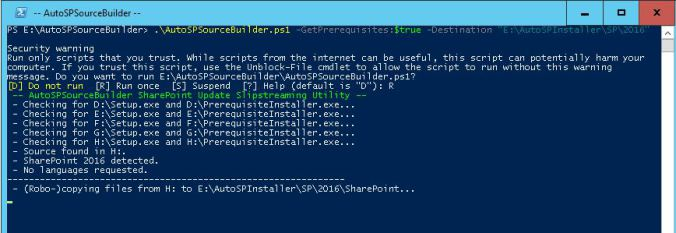 -- AutoSPSourceBuilder --
PS E:\AutoSPSourceBuilder> .\AutoSPSourceBuilder.ps1 -GetPrerequisites:$true -Destination "E:\AutoSPInstaller\SP\2016"
Security warning
Run only scripts that you trust. While scripts from the internet can be useful, this script can potentially harm your
computer. If you trust this script, use the Unblock-File cmdlet to allow the script to run without this warning
message. Do you want to run E:\AutoSPSourceBuilder\AutoSPSourceBuilder.ps1?
[D] Do not run  [R] Run once  [S] Suspend  [?] Help (default is "D"): R
-- AutoSPSourceBuilder SharePoint Update Slipstreaming Utility --
- Checking for D:\Setup.exe and D:\PrerequisiteInstaller.exe...
- Checking for E:\Setup.exe and E:\PrerequisiteInstaller.exe...
- Checking for F:\Setup.exe and F:\PrerequisiteInstaller.exe...
- Checking for G:\Setup.exe and G:\PrerequisiteInstaller.exe...
- Checking for H:\Setup.exe and H:\PrerequisiteInstaller.exe...
- Source found in H:.
- SharePoint 2016 detected.
- No languages requested.
--------------------------------------------------------------
- (Robo-)copying files from H: to E:\AutoSPInstaller\SP\2016\SharePoint...